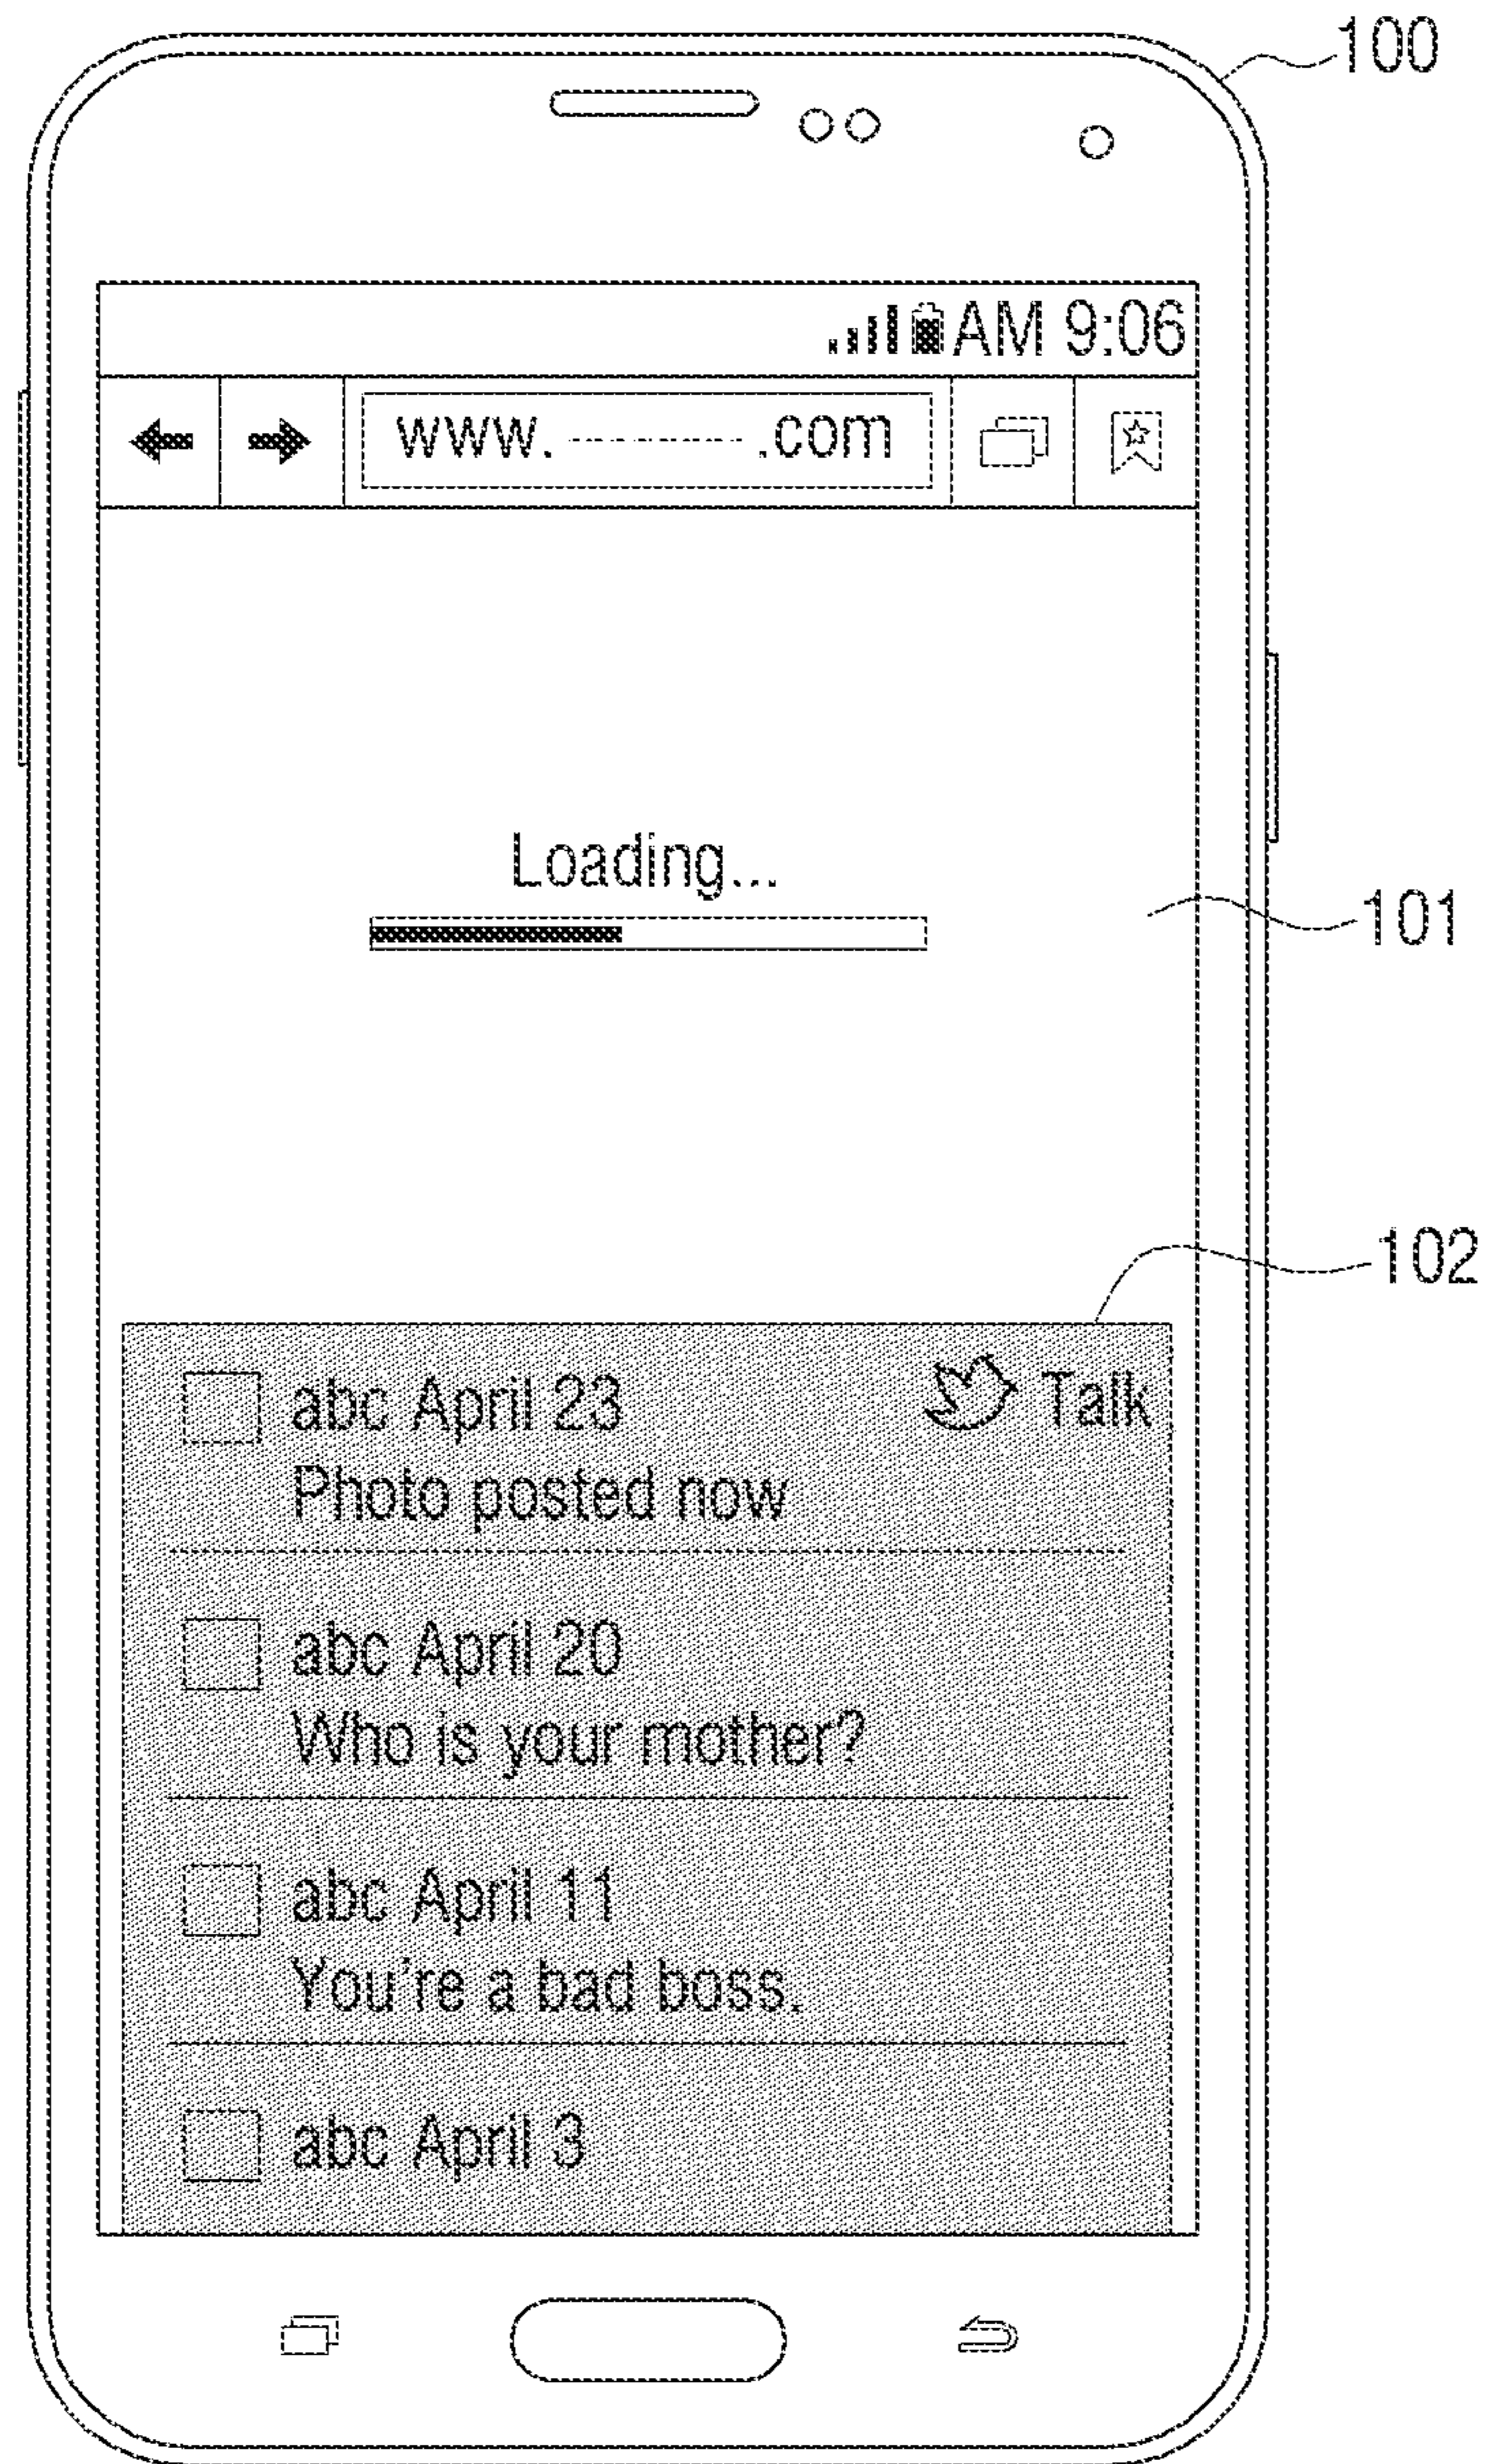 100
AM 9:06
www. .com
Loading...
101
102
abc April 23 Talk
Photo posted now
abc April 20
Who is your mother?
abc April 11
You're a bad boss.
abc April 3